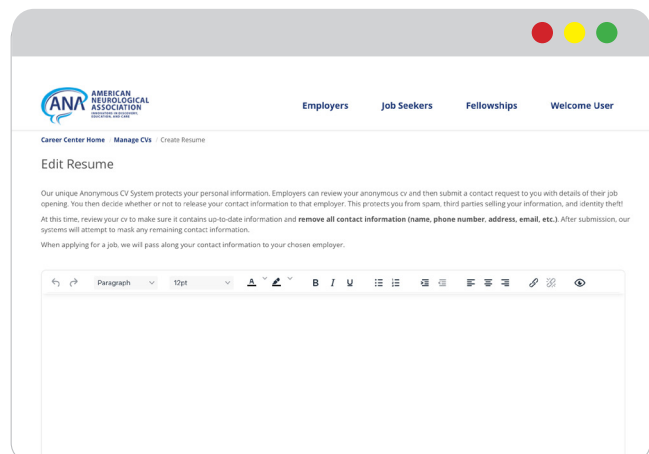 ANA
AMERICAN
NEUROLOGICAL
ASSOCIATION
INNOVATORS IN DISCOVERY,
EDUCATION, AND CARE
Employers Job Seekers Fellowships Welcome User
Career Center Home / Manage CVs / Create Resume
Edit Resume
Our unique Anonymous CV System protects your personal information. Employers can review your anonymous cv and then submit a contact request to you with details of their job
opening. You then decide whether or not to release your contact information to that employer. This protects you from spam, third parties selling your information, and identity theft!
At this time, review your cv to make sure it contains up-to-date information and remove all contact information (name, phone number, address, email, etc.). After submission, our
systems will attempt to mask any remaining contact information.
When applying for a job, we will pass along your contact information to your chosen employer.
Paragraph 12pt A B I U